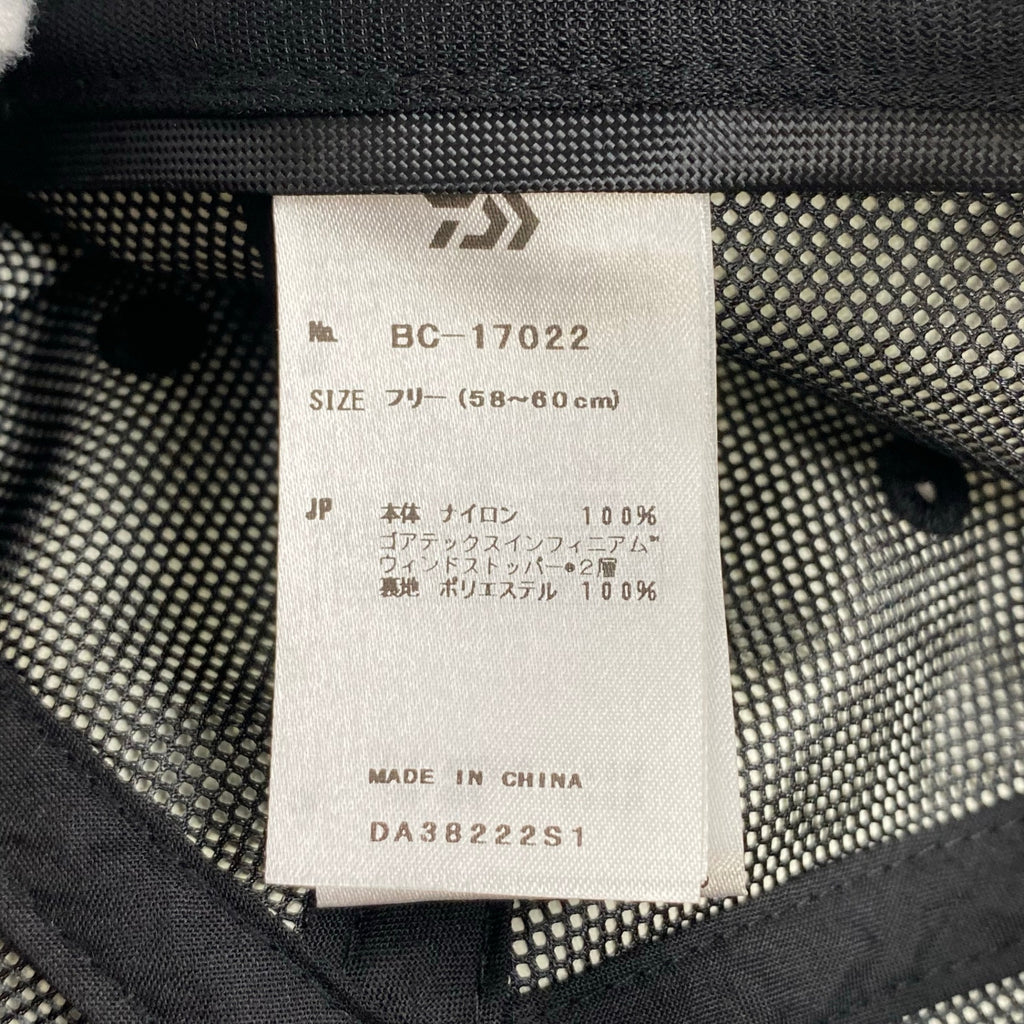 No. BC-17022
SIZE フリー (58~60cm)
JP 本体 ナイロン 100%
ゴアテックスインフィニアム™
ウィンドストッパー®2層
裏地 ポリエステル 100%
MADE IN CHINA
DA38222S1